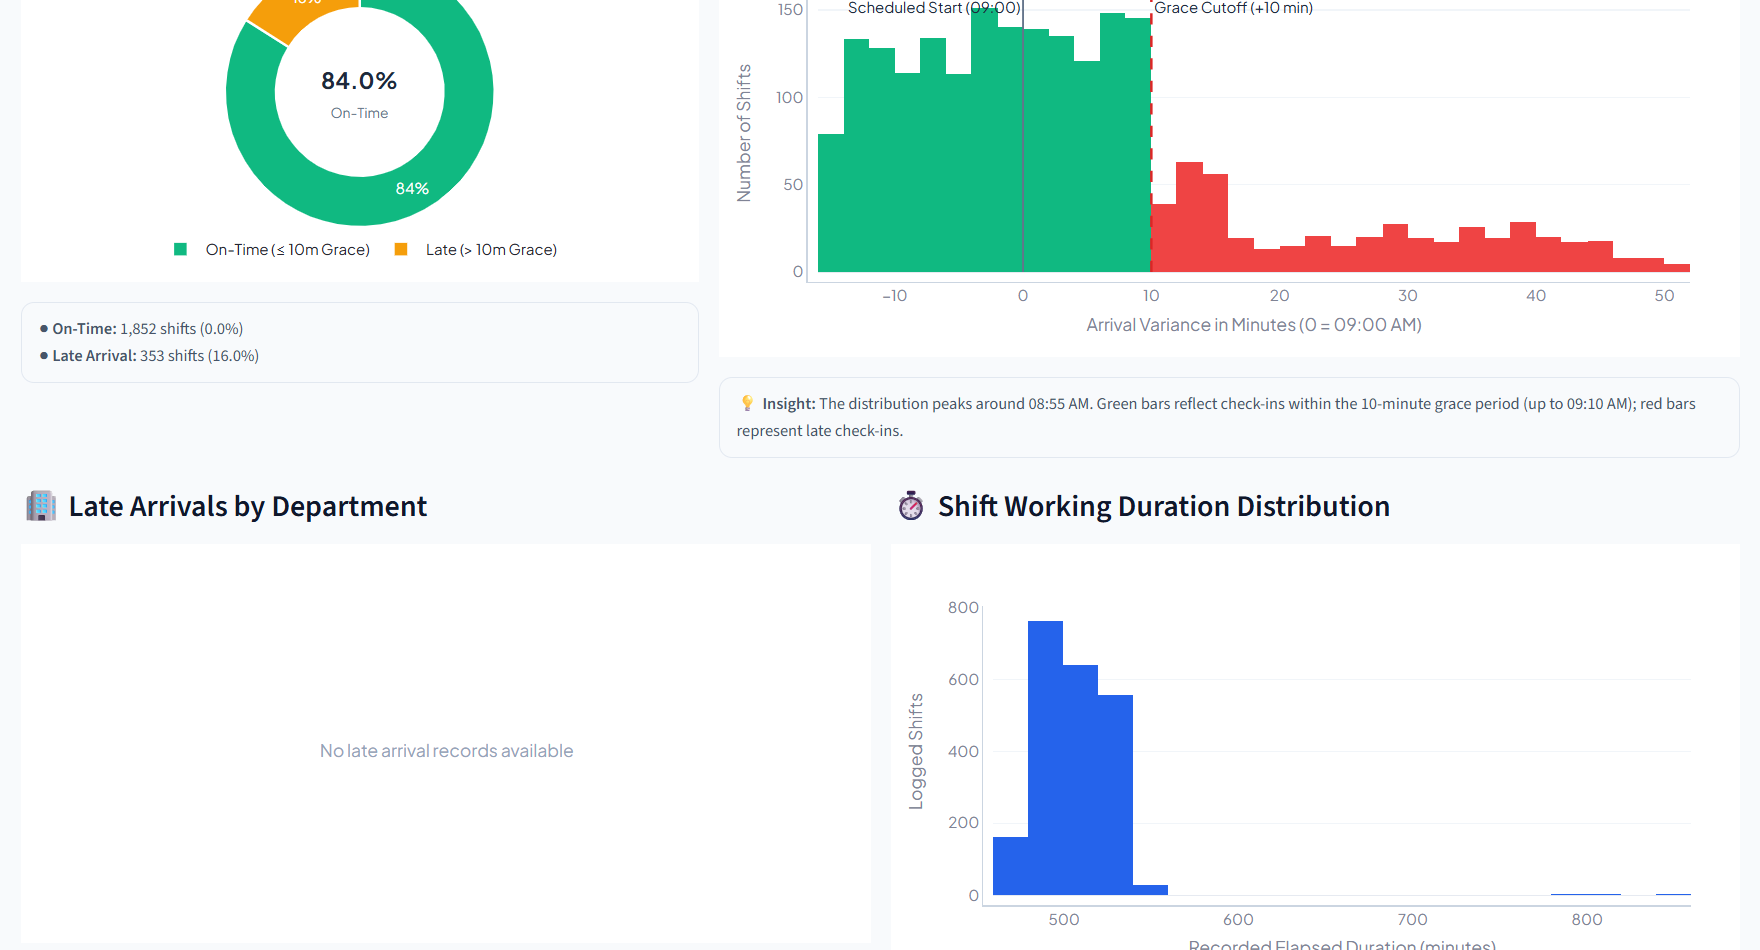 84.0%
On-Time
84%
On-Time (≤ 10m Grace)
Late (> 10m Grace)
● On-Time: 1,852 shifts (0.0%)
● Late Arrival: 353 shifts (16.0%)
Scheduled Start (09:00)
Grace Cutoff (+10 min)
Number of Shifts
150
100
50
0
−10
0
10
20
30
40
50
Arrival Variance in Minutes (0 = 09:00 AM)
💡 Insight: The distribution peaks around 08:55 AM. Green bars reflect check-ins within the 10-minute grace period (up to 09:10 AM); red bars
represent late check-ins.
Late Arrivals by Department
No late arrival records available
Shift Working Duration Distribution
Logged Shifts
800
600
400
200
0
500
600
700
800
Recorded Elapsed Duration (minutes)